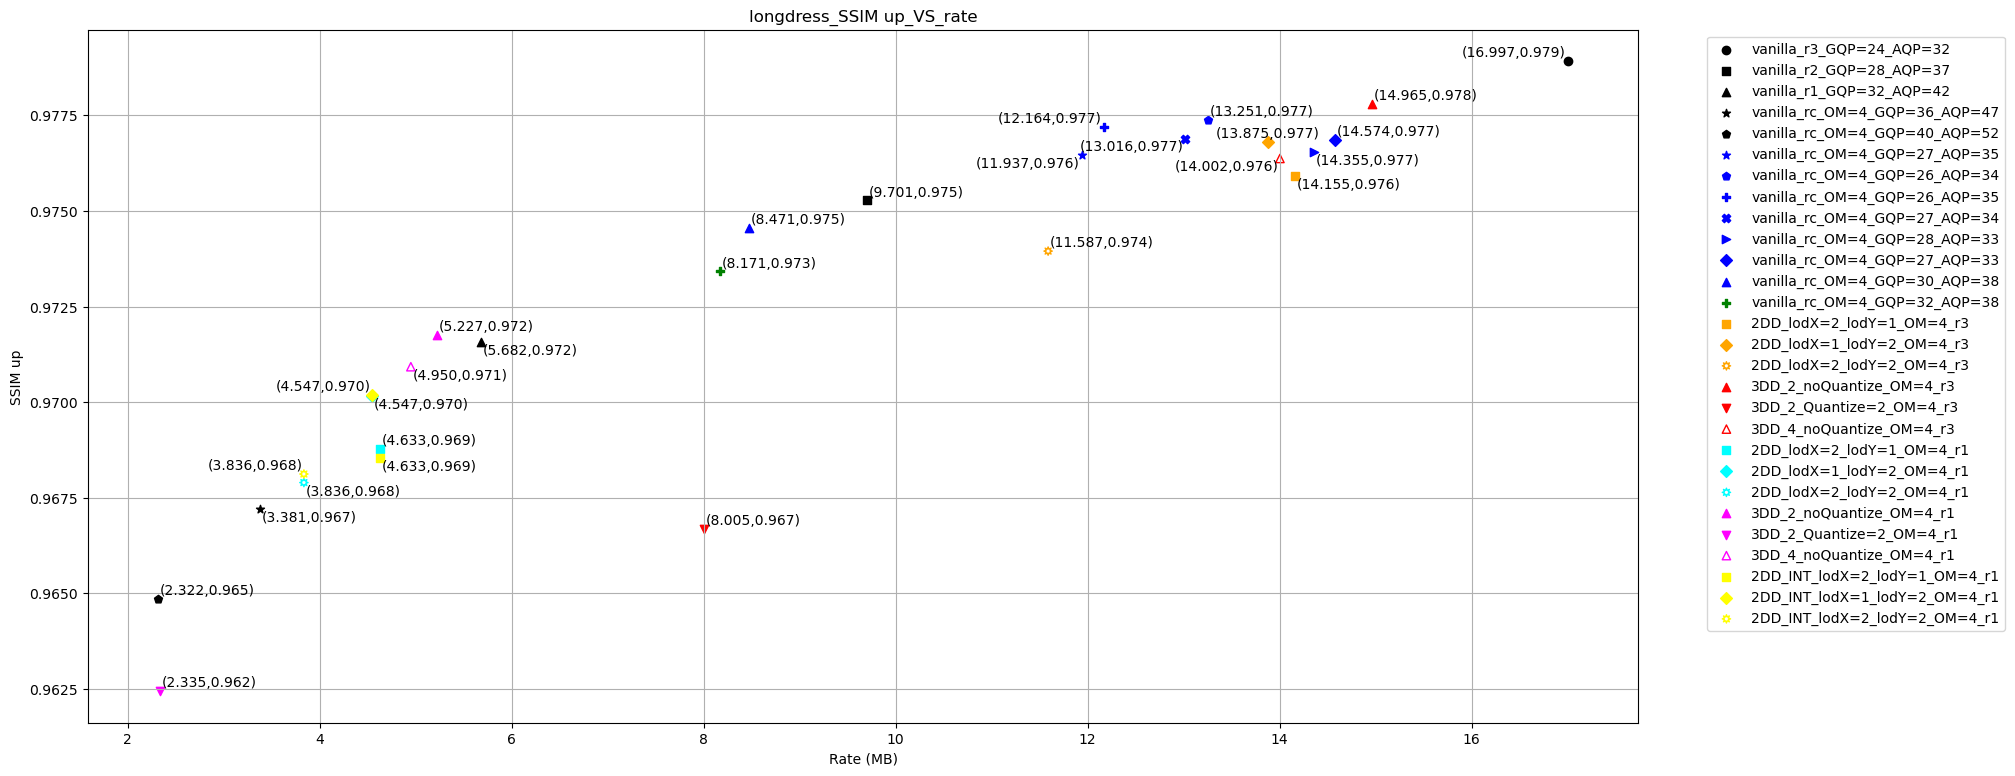 longdress_SSIM up_VS_rate
(16.997,0.979)
(14.965,0.978)
(13.251,0.977)
(12.164,0.977)
(13.875,0.977)
(14.574,0.977)
(13.016,0.977)
(11.937,0.976)
(14.355,0.977)
(14.002,0.976)
(14.155,0.976)
(9.701,0.975)
(8.471,0.975)
(11.587,0.974)
(8.171,0.973)
(5.227,0.972)
(5.682,0.972)
(4.950,0.971)
(4.547,0.970)
(4.547,0.970)
(4.633,0.969)
(4.633,0.969)
(3.836,0.968)
(3.836,0.968)
(3.381,0.967)
(8.005,0.967)
(2.322,0.965)
(2.335,0.962)
0.9775
0.9750
0.9725
0.9700
0.9675
0.9650
0.9625
SSIM up
2
4
6
8
10
12
14
16
Rate (MB)
vanilla_r3_GQP=24_AQP=32
vanilla_r2_GQP=28_AQP=37
vanilla_r1_GQP=32_AQP=42
vanilla_rc_OM=4_GQP=36_AQP=47
vanilla_rc_OM=4_GQP=40_AQP=52
vanilla_rc_OM=4_GQP=27_AQP=35
vanilla_rc_OM=4_GQP=26_AQP=34
vanilla_rc_OM=4_GQP=26_AQP=35
vanilla_rc_OM=4_GQP=27_AQP=34
vanilla_rc_OM=4_GQP=28_AQP=33
vanilla_rc_OM=4_GQP=27_AQP=33
vanilla_rc_OM=4_GQP=30_AQP=38
vanilla_rc_OM=4_GQP=32_AQP=38
2DD_lodX=2_lodY=1_OM=4_r3
2DD_lodX=1_lodY=2_OM=4_r3
2DD_lodX=2_lodY=2_OM=4_r3
3DD_2_noQuantize_OM=4_r3
3DD_2_Quantize=2_OM=4_r3
3DD_4_noQuantize_OM=4_r3
2DD_lodX=2_lodY=1_OM=4_r1
2DD_lodX=1_lodY=2_OM=4_r1
2DD_lodX=2_lodY=2_OM=4_r1
3DD_2_noQuantize_OM=4_r1
3DD_2_Quantize=2_OM=4_r1
3DD_4_noQuantize_OM=4_r1
2DD_INT_lodX=2_lodY=1_OM=4_r1
2DD_INT_lodX=1_lodY=2_OM=4_r1
2DD_INT_lodX=2_lodY=2_OM=4_r1